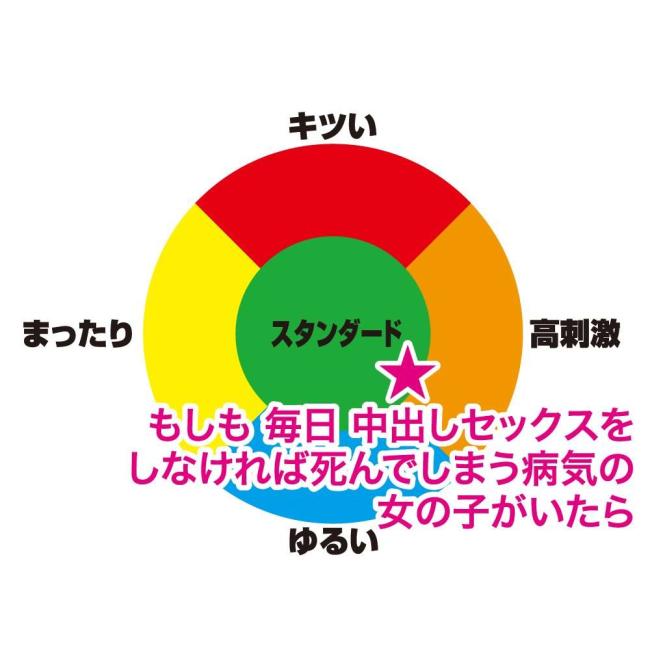 キツい
まったり
スタンダード
高刺激
もしも 毎日 中出しセックスを
しなければ死んでしまう病気の
女の子がいたら
ゆるい